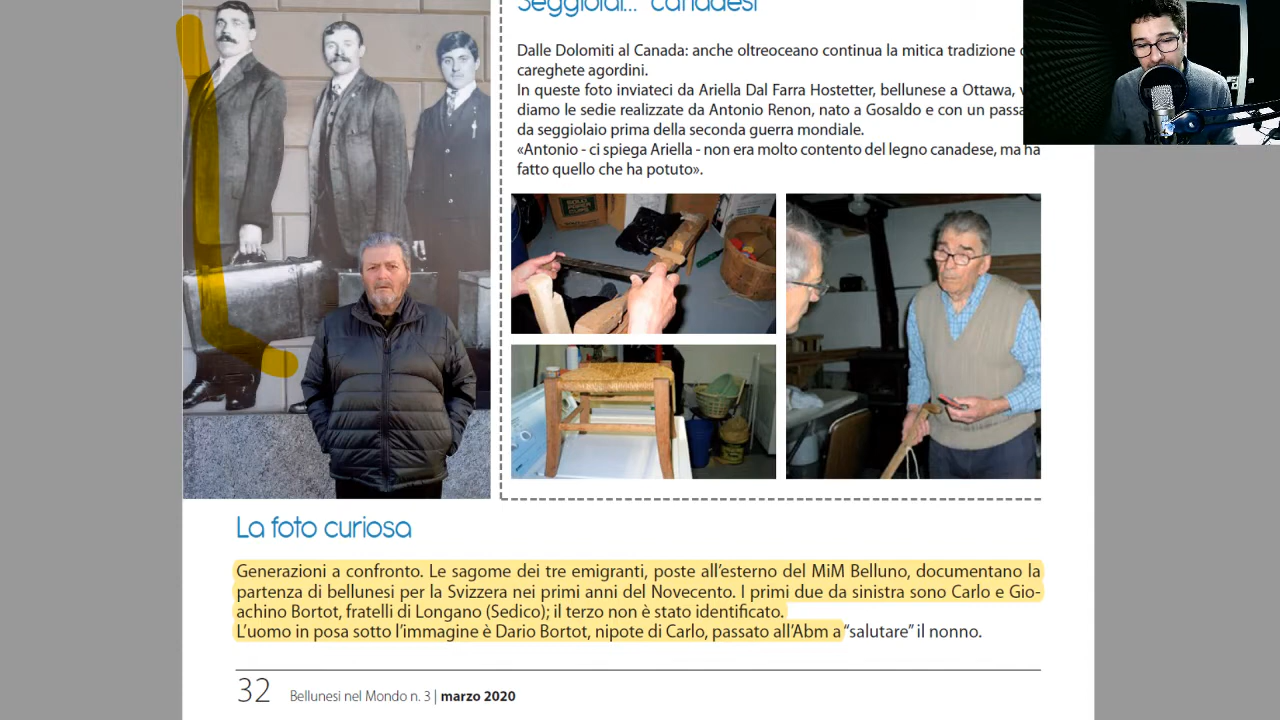 Seggiolai... "canadesi"
Dalle Dolomiti al Canada: anche oltreoceano continua la mitica tradizione
careghete agordini.
In queste foto inviateci da Ariella Dal Farra Hostetter, bellunese a Ottawa,
diamo le sedie realizzate da Antonio Renon, nato a Gosaldo e con un
da seggiolaio prima della seconda guerra mondiale.
«Antonio - ci spiega Ariella - non era molto contento del legno canadese, ma ha
fatto quello che ha potuto».
SOLO
PAPER
CUPS
La foto curiosa
Generazioni a confronto. Le sagome dei tre emigranti, poste all'esterno del MiM Belluno, documentano la
partenza di bellunesi per la Svizzera nei primi anni del Novecento. I primi due da sinistra sono Carlo e Gio-
achino Bortot, fratelli di Longano (Sedico); il terzo non è stato identificato.
L'uomo in posa sotto l'immagine è Dario Bortot, nipote di Carlo, passato all'Abm a "salutare" il nonno.
32 Bellunesi nel Mondo n. 3 | marzo 2020